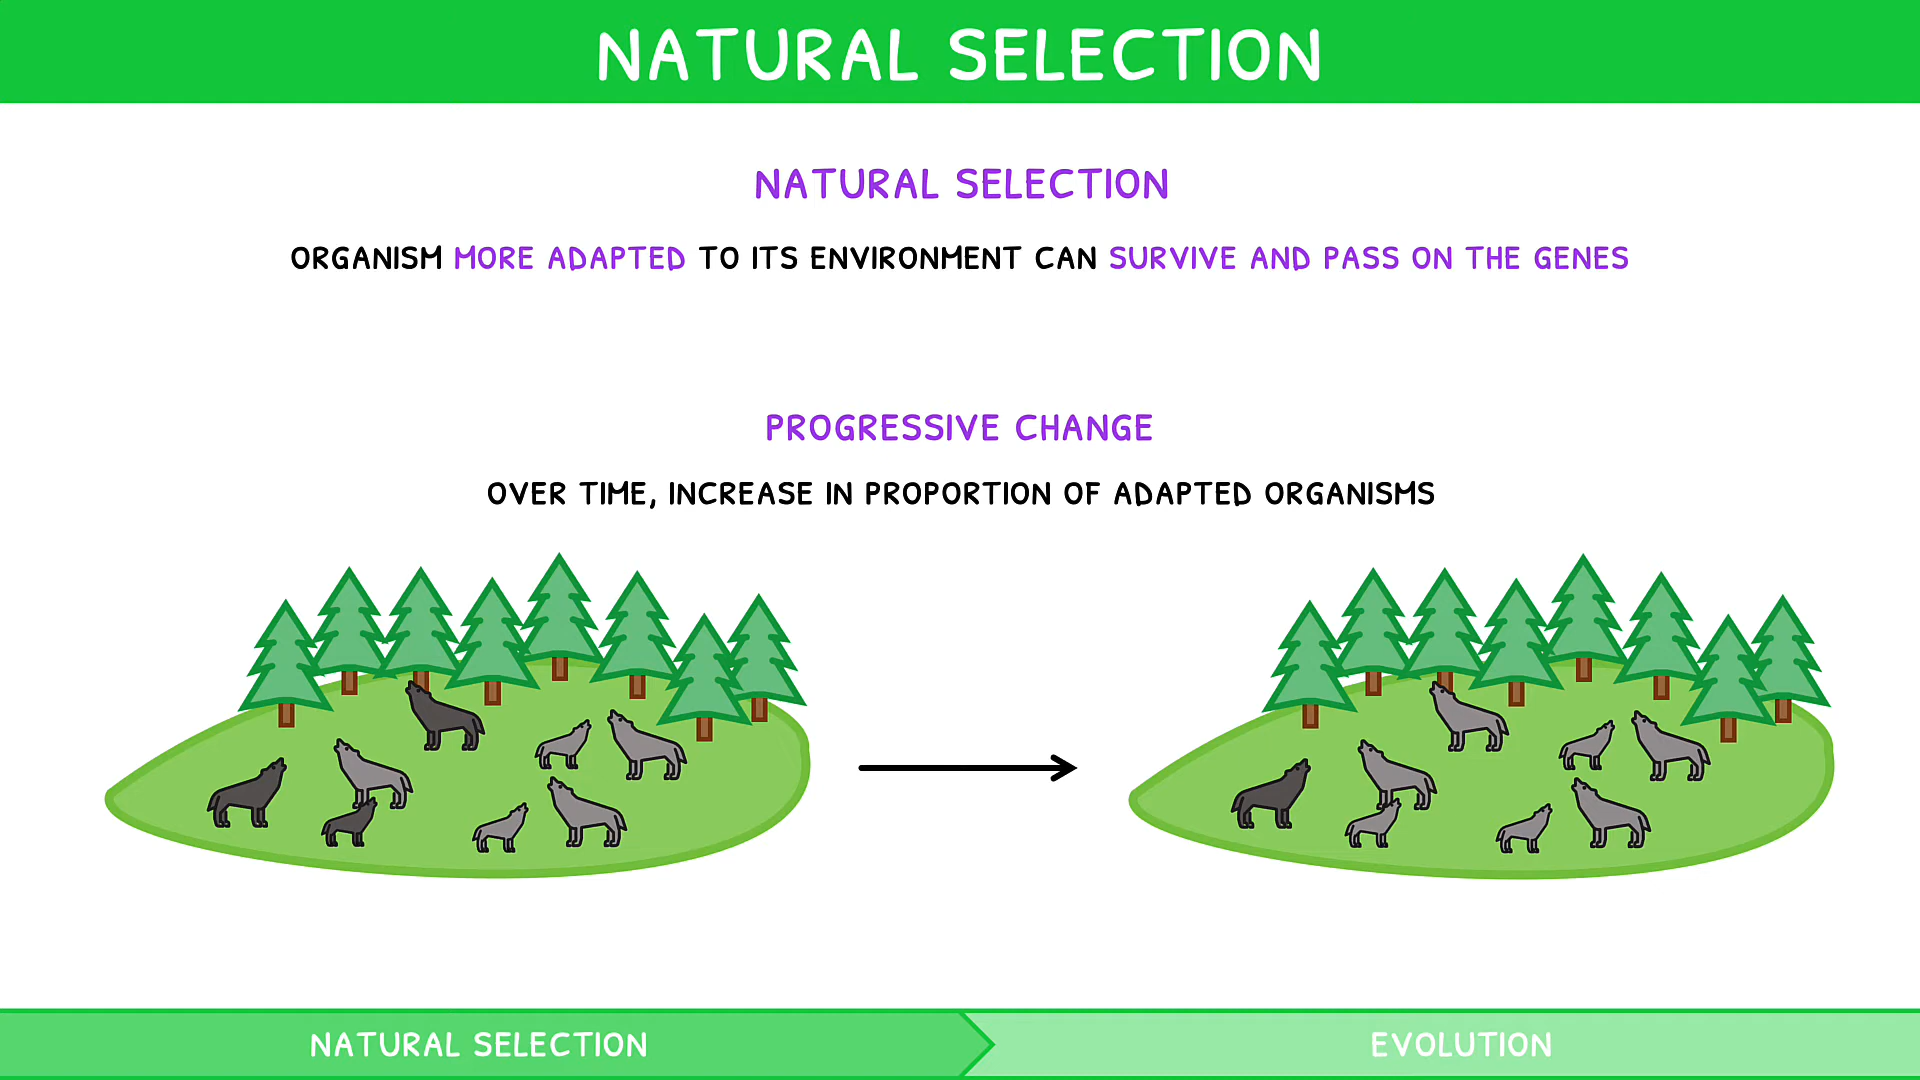 NATURAL SELECTION
NATURAL SELECTION
ORGANISM MORE ADAPTED TO ITS ENVIRONMENT CAN SURVIVE AND PASS ON THE GENES
PROGRESSIVE CHANGE
OVER TIME, INCREASE IN PROPORTION OF ADAPTED ORGANISMS
NATURAL SELECTION
EVOLUTION